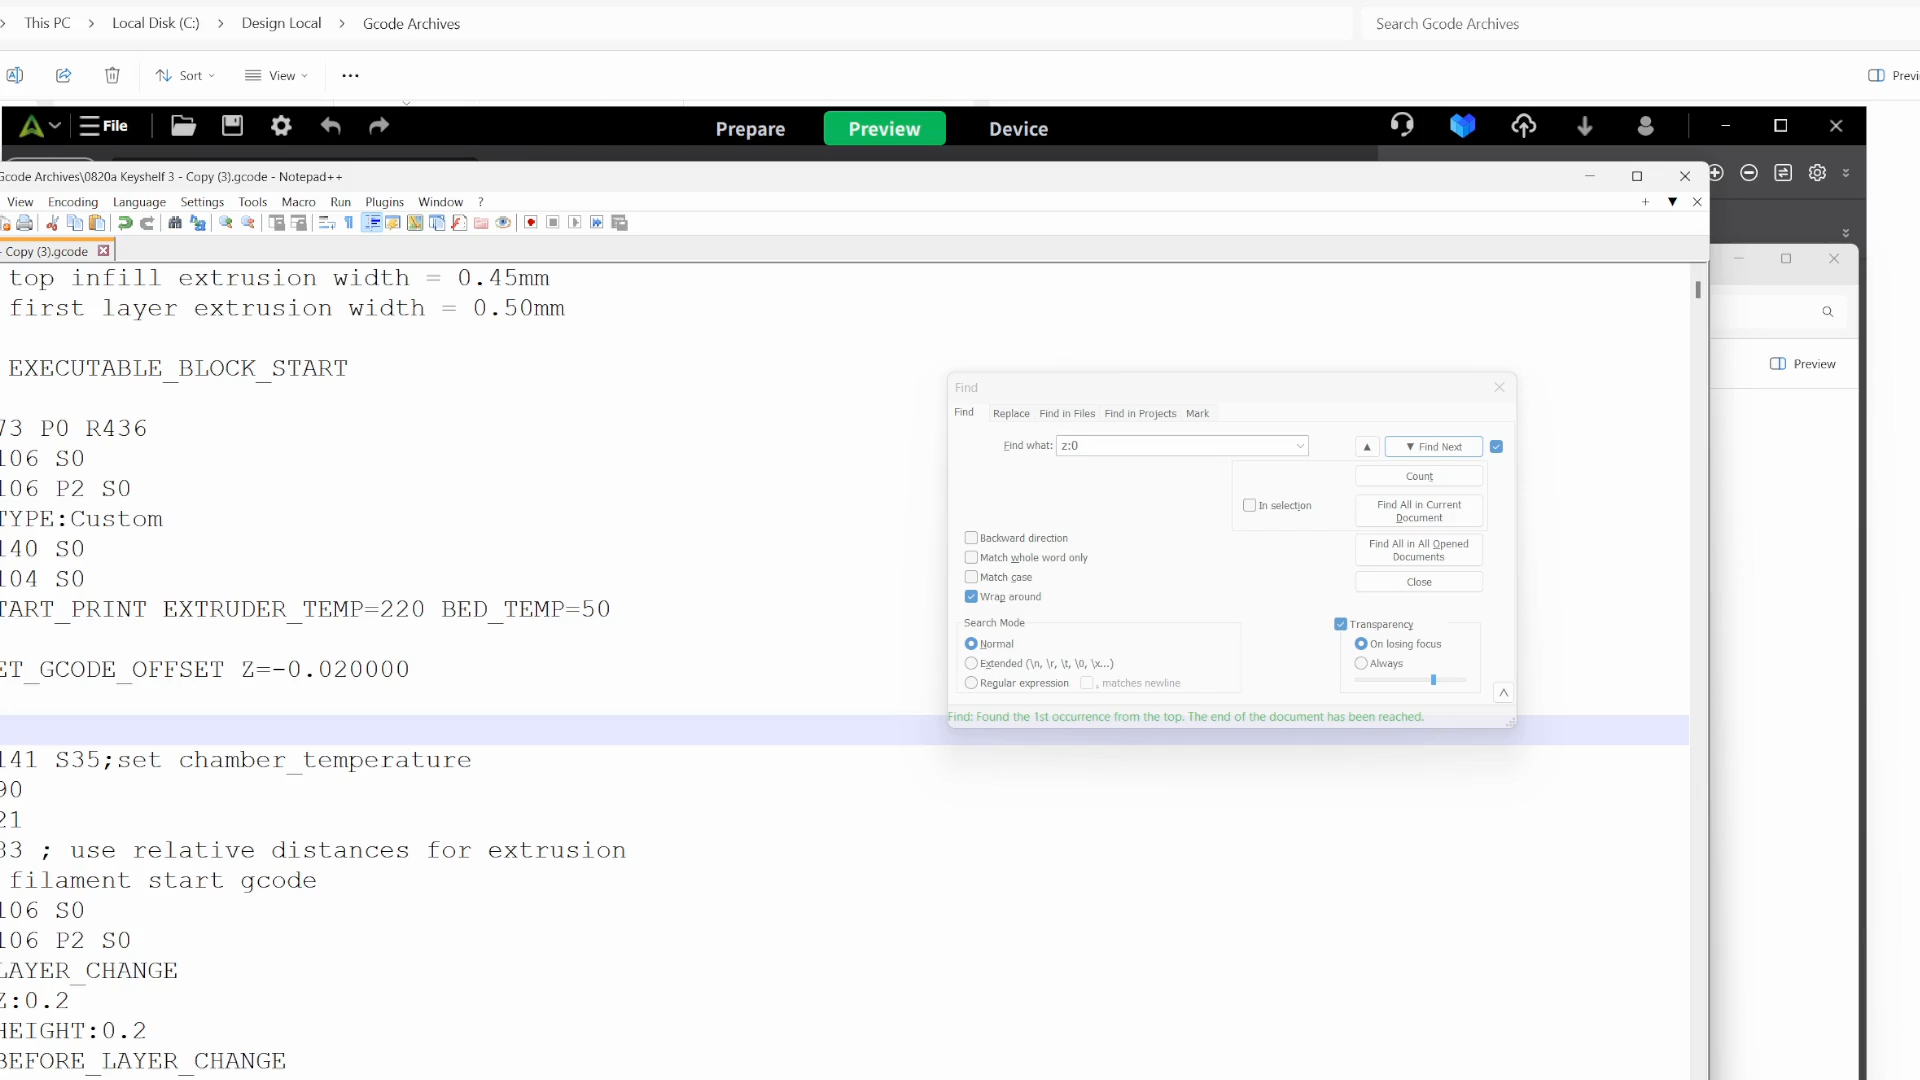 This PC > Local Disk (C:) > Design Local > Gcode Archives
Search Gcode Archives
Sort
View
Previ
File
Prepare
Preview
Device
Gcode Archives\0820a Keyshelf 3 - Copy (3).gcode - Notepad++
View Encoding Language Settings Tools Macro Run Plugins Window ?
- Copy (3).gcode
top infill extrusion width = 0.45mm
first layer extrusion width = 0.50mm
EXECUTABLE_BLOCK_START
73 P0 R436
106 S0
106 P2 S0
TYPE:Custom
140 S0
104 S0
TART_PRINT EXTRUDER_TEMP=220 BED_TEMP=50
ET_GCODE_OFFSET Z=-0.020000
141 S35;set chamber_temperature
90
21
83 ; use relative distances for extrusion
filament start gcode
106 S0
106 P2 S0
LAYER_CHANGE
Z:0.2
HEIGHT:0.2
BEFORE_LAYER_CHANGE
Find
Find Replace Find in Files Find in Projects Mark
Find what: z:0
▲ ▼ Find Next
Count
In selection
Find All in Current
Document
Find All in All Opened
Documents
Close
Backward direction
Match whole word only
Match case
Wrap around
Search Mode
Normal
Extended (\n, \r, \t, \0, \x...)
Regular expression
. matches newline
Transparency
On losing focus
Always
Find: Found the 1st occurrence from the top. The end of the document has been reached.
Preview